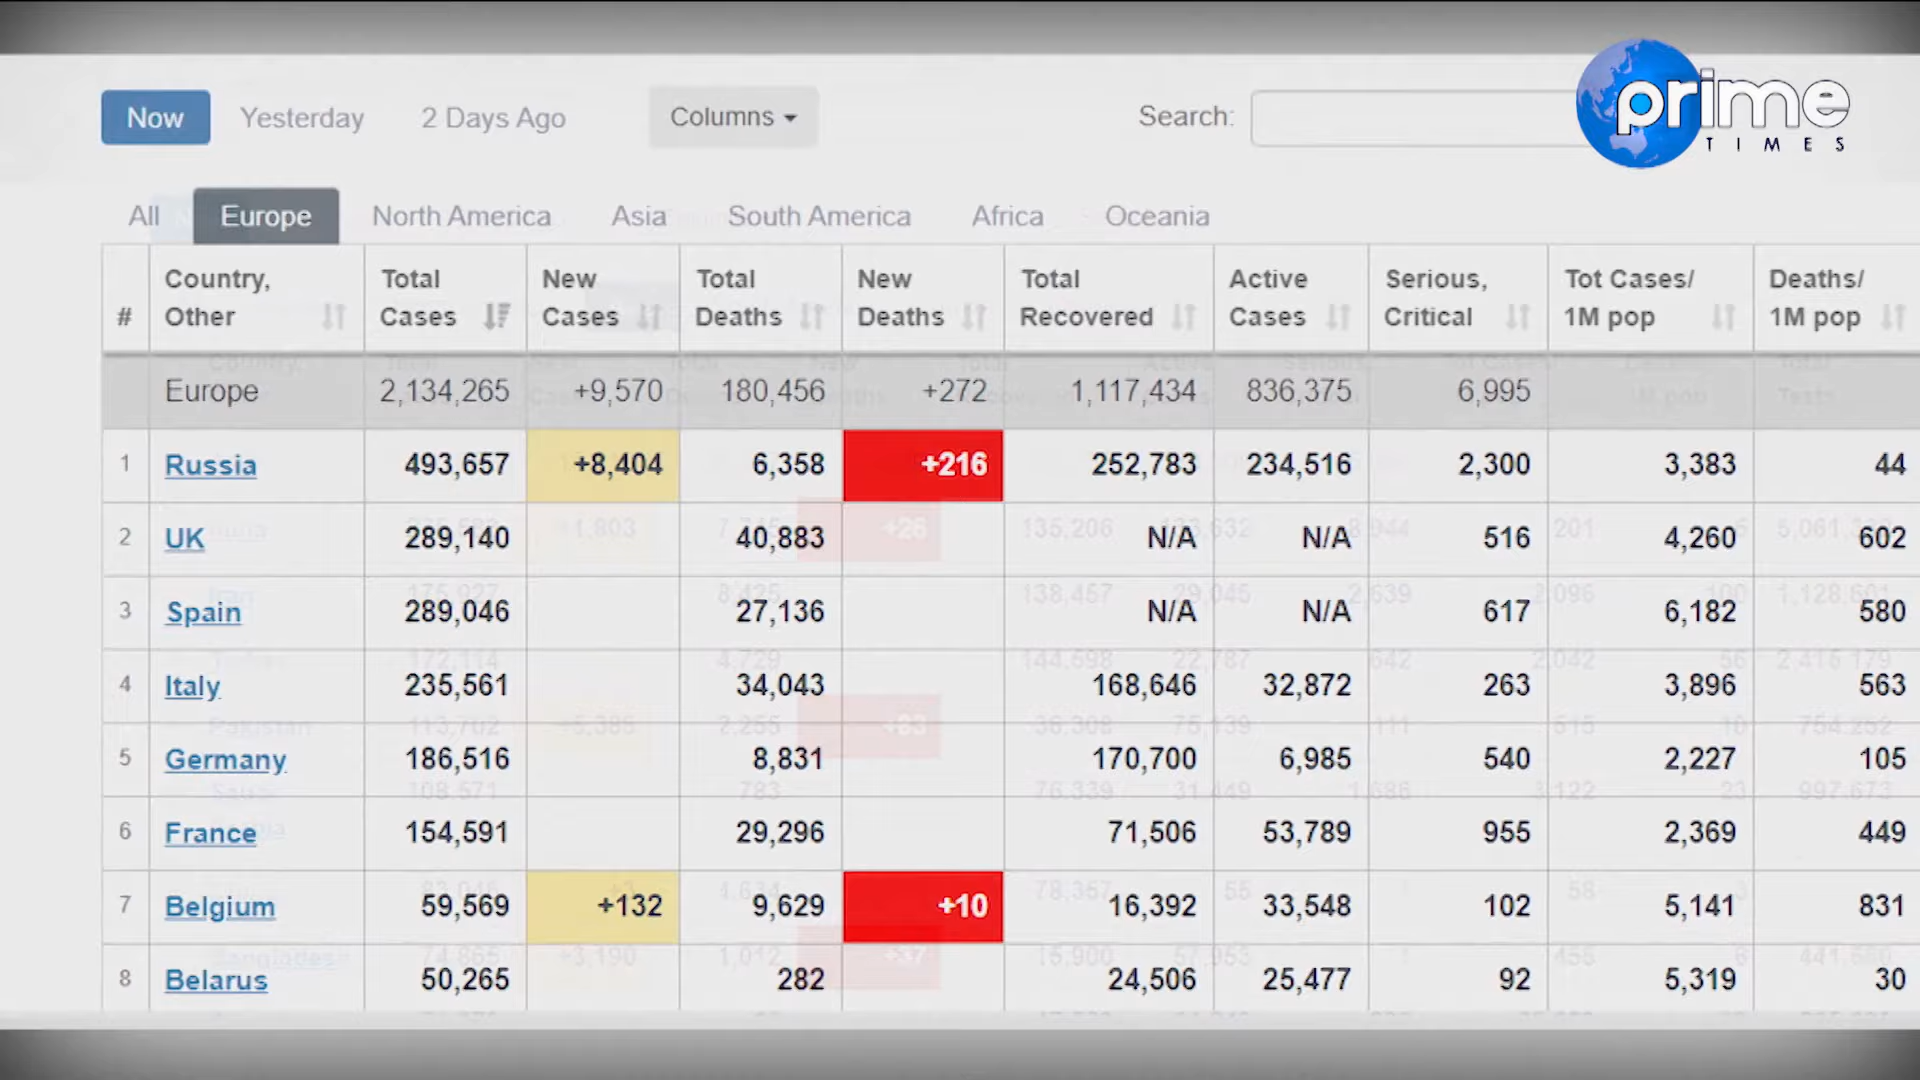 prime
TIMES
Now Yesterday 2 Days Ago Columns Search:
All Europe North America Asia South America Africa Oceania
# Country, Other Total Cases New Cases Total Deaths New Deaths Total Recovered Active Cases Serious, Critical Tot Cases/ 1M pop Deaths/ 1M pop
Europe 2,134,265 +9,570 180,456 +272 1,117,434 836,375 6,995
1 Russia 493,657 +8,404 6,358 +216 252,783 234,516 2,300 3,383 44
2 UK 289,140 40,883 N/A N/A 516 4,260 602
3 Spain 289,046 27,136 N/A N/A 617 6,182 580
4 Italy 235,561 34,043 168,646 32,872 263 3,896 563
5 Germany 186,516 8,831 170,700 6,985 540 2,227 105
6 France 154,591 29,296 71,506 53,789 955 2,369 449
7 Belgium 59,569 +132 9,629 +10 16,392 33,548 102 5,141 831
8 Belarus 50,265 282 24,506 25,477 92 5,319 30